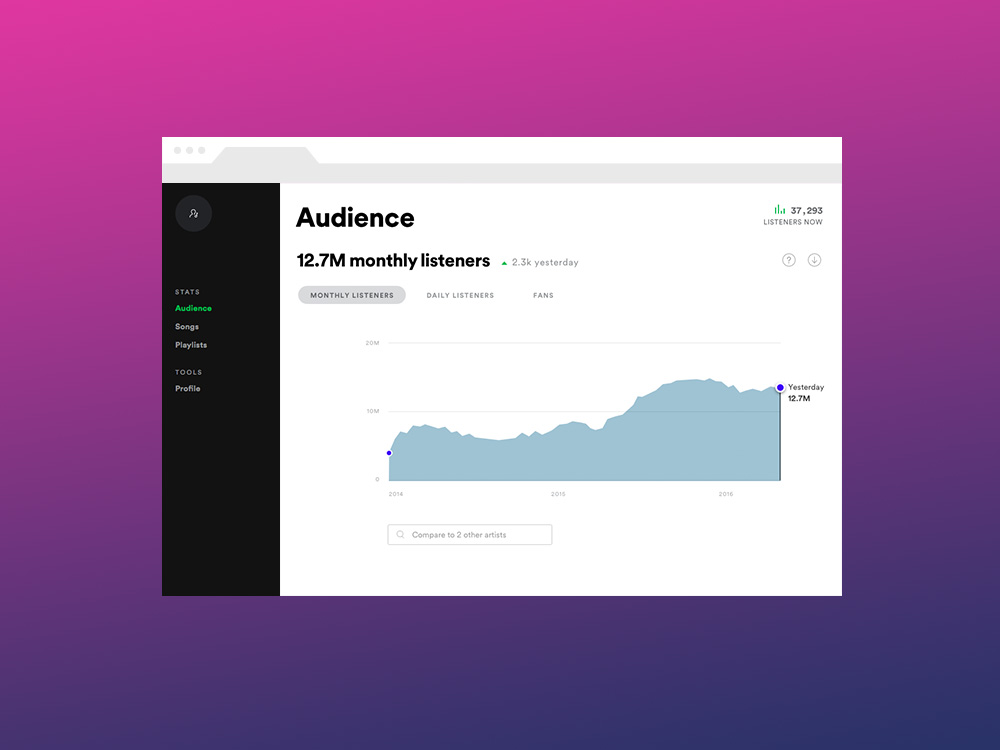 Audience
37,293
LISTENERS NOW
12.7M monthly listeners
2.3k yesterday
?
MONTHLY LISTENERS
DAILY LISTENERS
FANS
STATS
Audience
Songs
Playlists
TOOLS
Profile
20M
10M
0
Yesterday
12.7M
2014
2015
2016
Compare to 2 other artists